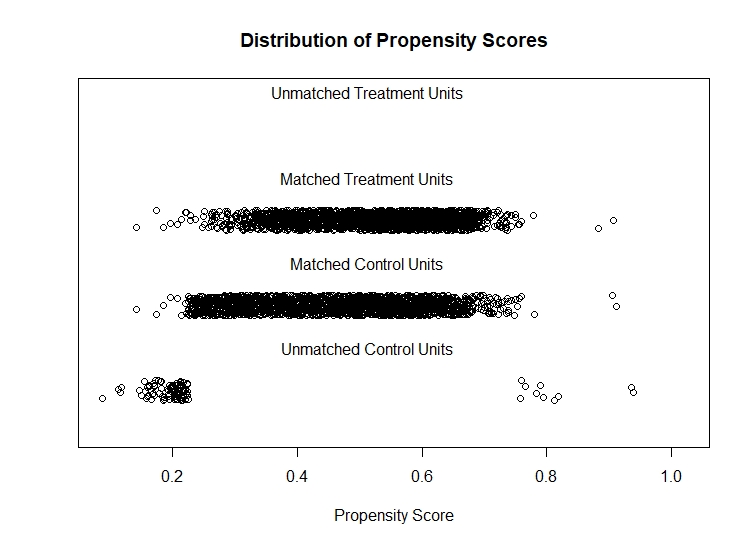 Distribution of Propensity Scores
Unmatched Treatment Units
Matched Treatment Units
Matched Control Units
Unmatched Control Units
0.2 0.4 0.6 0.8 1.0
Propensity Score